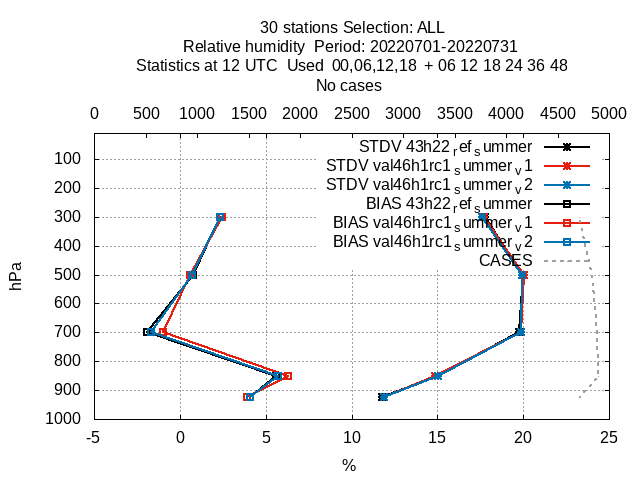 30 stations Selection: ALL
Relative humidity  Period: 20220701-20220731
Statistics at 12 UTC  Used  00,06,12,18  + 06 12 18 24 36 48
No cases
0 500 1000 1500 2000 2500 3000 3500 4000 4500 5000
STDV 43h22_ref_summer
STDV val46h1rc1_summer_v1
STDV val46h1rc1_summer_v2
BIAS 43h22_ref_summer
BIAS val46h1rc1_summer_v1
BIAS val46h1rc1_summer_v2
CASES
100
200
300
400
500
600
700
800
900
1000
hPa
-5 0 5 10 15 20 25
%